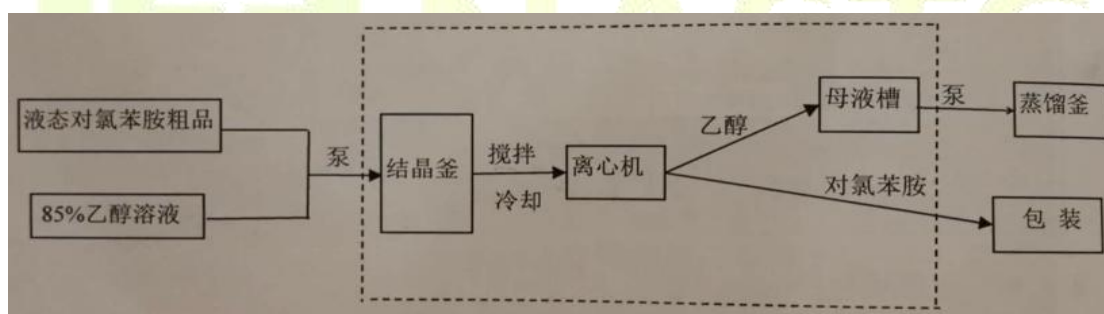 液态对氯苯胺粗品
85%乙醇溶液
泵
结晶釜
搅拌
冷却
离心机
乙醇
对氯苯胺
母液槽
泵
蒸馏釜
包 装